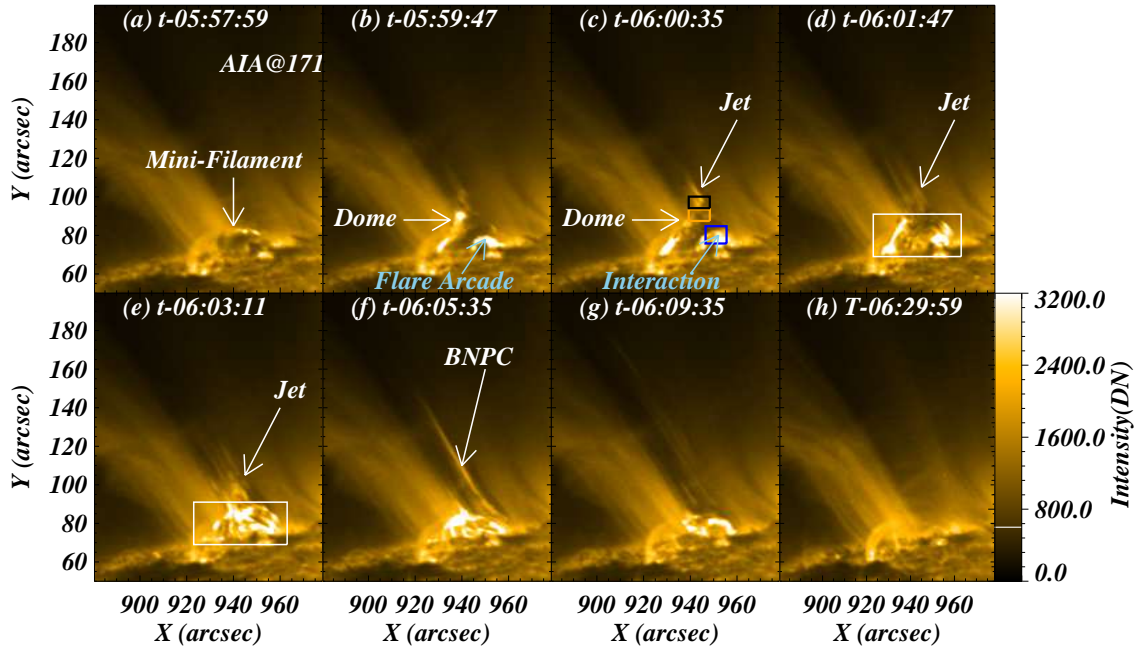 (a) t-05:57:59
(b) t-05:59:47
(c) t-06:00:35
(d) t-06:01:47
180
160
140
120
100
80
60
Y (arcsec)
AIA@171
Mini-Filament
Dome
Flare Arcade
Jet
Dome
Interaction
Jet
(e) t-06:03:11
(f) t-06:05:35
(g) t-06:09:35
(h) T-06:29:59
180
160
140
120
100
80
60
Y (arcsec)
Jet
BNPC
3200.0
2400.0
1600.0
800.0
0.0
Intensity(DN)
900 920 940 960
900 920 940 960
900 920 940 960
900 920 940 960
X (arcsec)
X (arcsec)
X (arcsec)
X (arcsec)